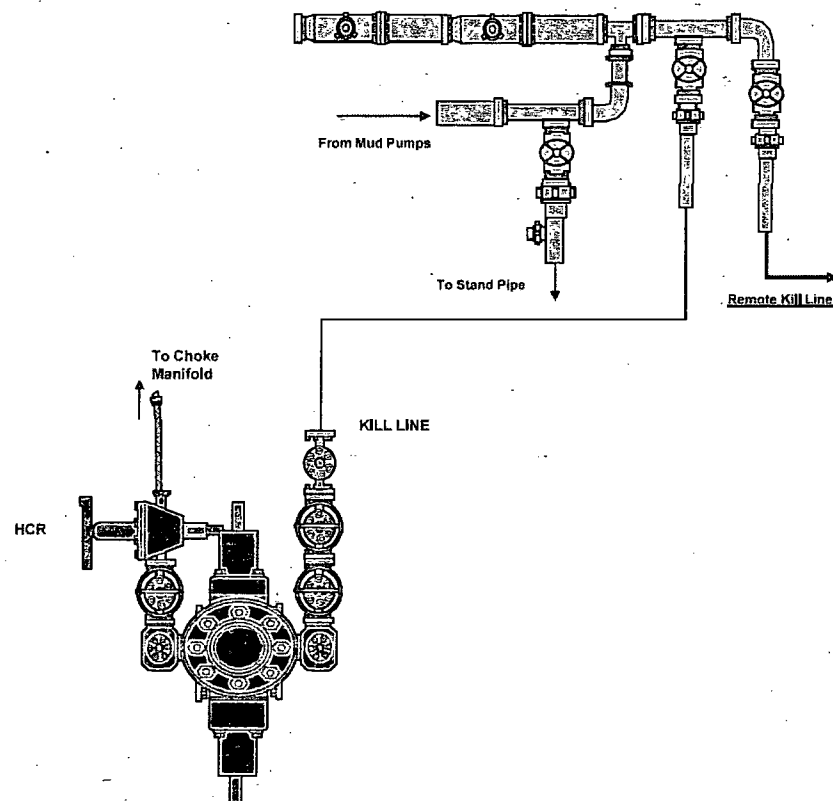 From Mud Pumps
To Stand Pipe
Remote Kill Line
To Choke
Manifold
KILL LINE
HCR